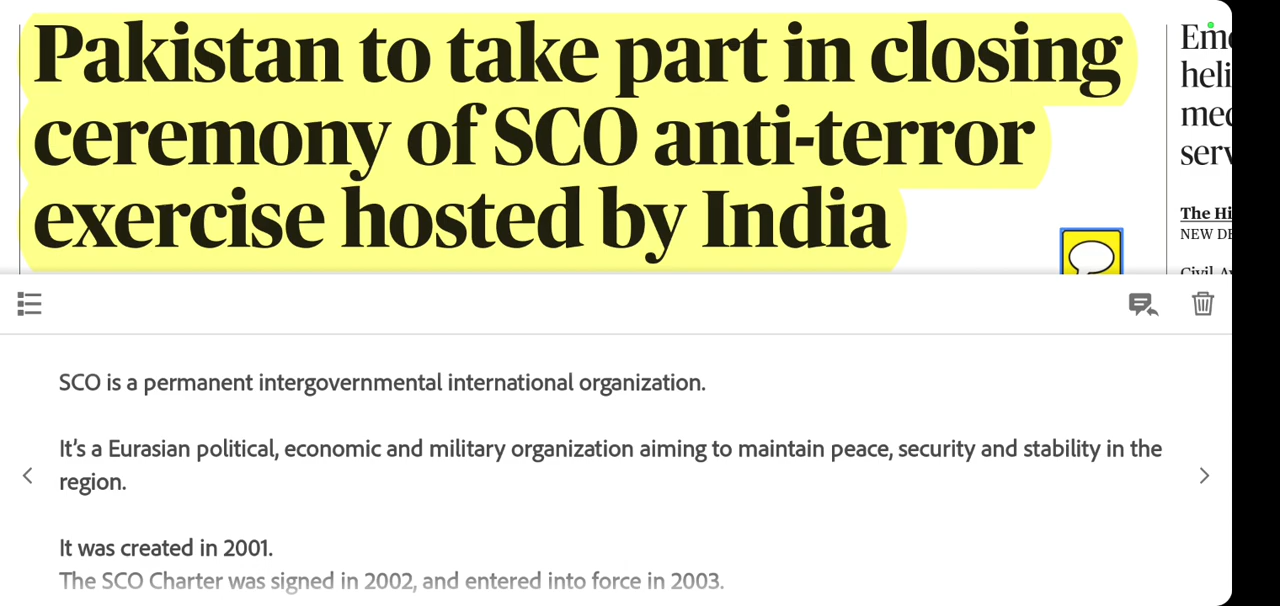 Pakistan to take part in closing
ceremony of SCO anti-terror
exercise hosted by India
The Hi
NEW DE
SCO is a permanent intergovernmental international organization.
It's a Eurasian political, economic and military organization aiming to maintain peace, security and stability in the
region.
It was created in 2001.
The SCO Charter was signed in 2002, and entered into force in 2003.